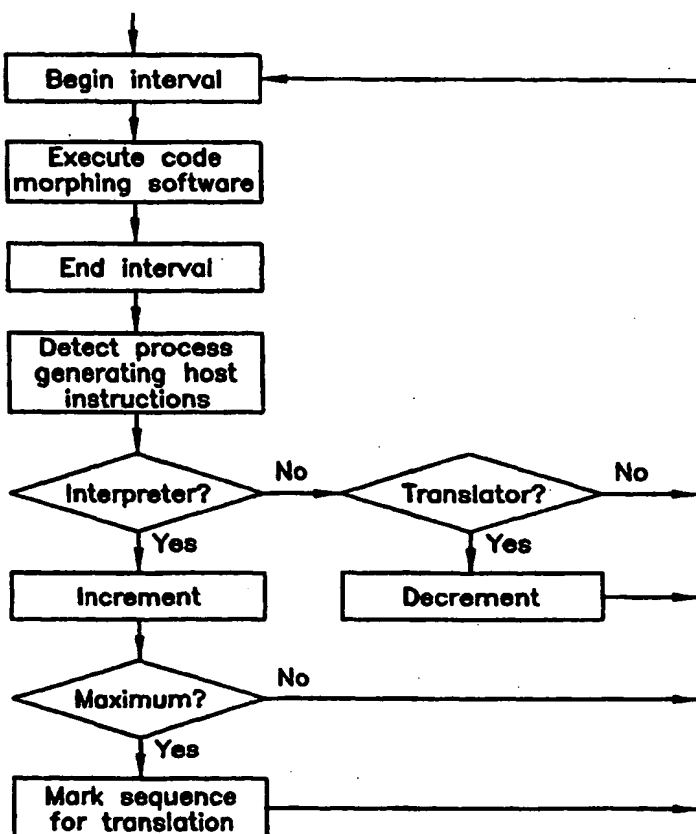 Begin interval
Execute code
morphing software
End interval
Detect process
generating host
instructions
Interpreter?
No
Translator?
No
Yes
Yes
Increment
Decrement
Maximum?
No
Yes
Mark sequence
for translation